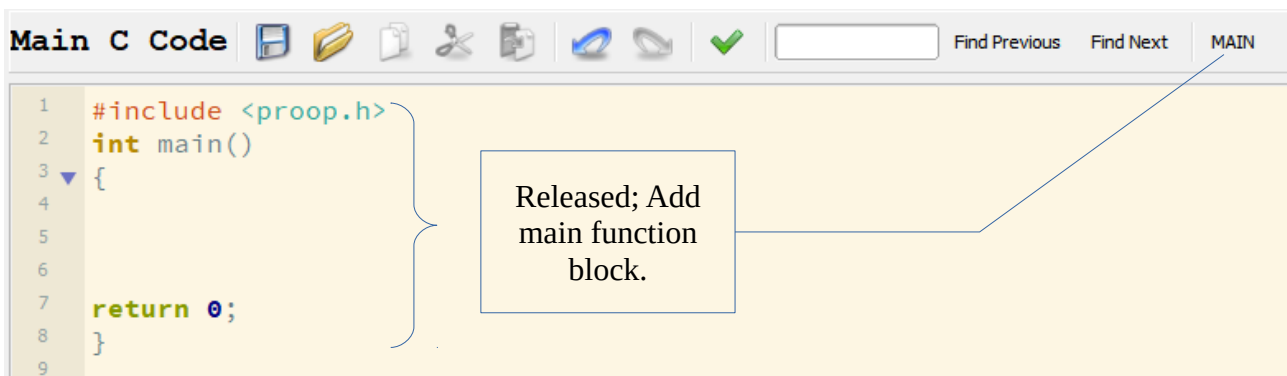 Main C Code Find Previous Find Next MAIN
1 #include <proop.h>
2 int main()
3 {
4
5
6
7 return 0;
8 }
9
Released; Add
main function
block.